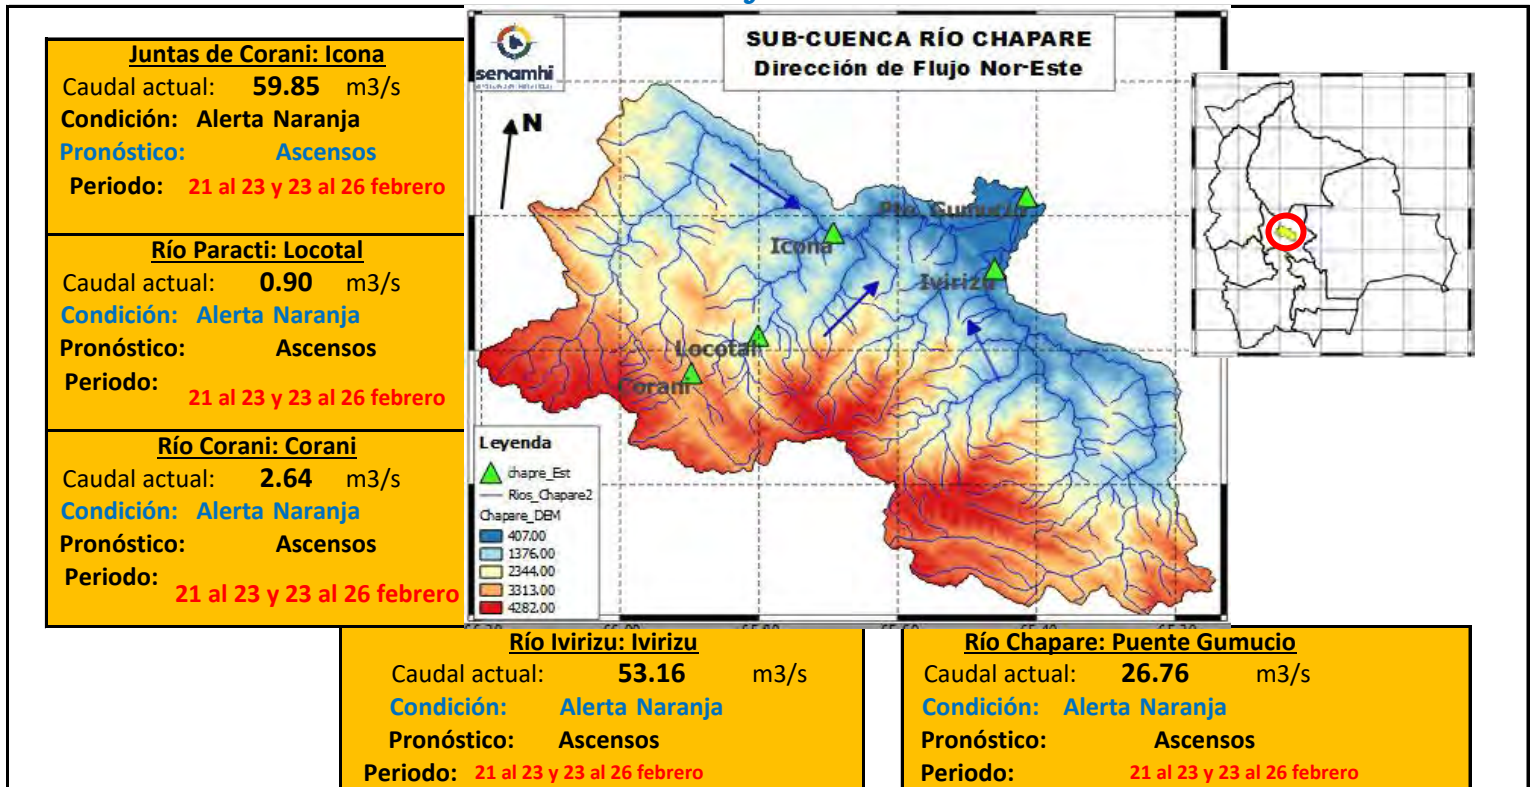 Juntas de Corani: Icona
Caudal actual: 59.85 m3/s
Condición: Alerta Naranja
Pronóstico: Ascensos
Periodo: 21 al 23 y 23 al 26 febrero
Río Paracti: Locotal
Caudal actual: 0.90 m3/s
Condición: Alerta Naranja
Pronóstico: Ascensos
Periodo:
21 al 23 y 23 al 26 febrero
Río Corani: Corani
Caudal actual: 2.64 m3/s
Condición: Alerta Naranja
Pronóstico: Ascensos
Periodo:
21 al 23 y 23 al 26 febrero
senamhi
SUB-CUENCA RÍO CHAPARE
Dirección de Flujo Nor-Este
N
Pte. Gumucio
Icona
Ivirizu
Locotal
Corani
Leyenda
chapre_Est
Rios_Chapare2
Chapare_DEM
407.00
1376.00
2344.00
3313.00
4282.00
Río Ivirizu: Ivirizu
Caudal actual: 53.16 m3/s
Condición: Alerta Naranja
Pronóstico: Ascensos
Periodo: 21 al 23 y 23 al 26 febrero
Río Chapare: Puente Gumucio
Caudal actual: 26.76 m3/s
Condición: Alerta Naranja
Pronóstico: Ascensos
Periodo: 21 al 23 y 23 al 26 febrero